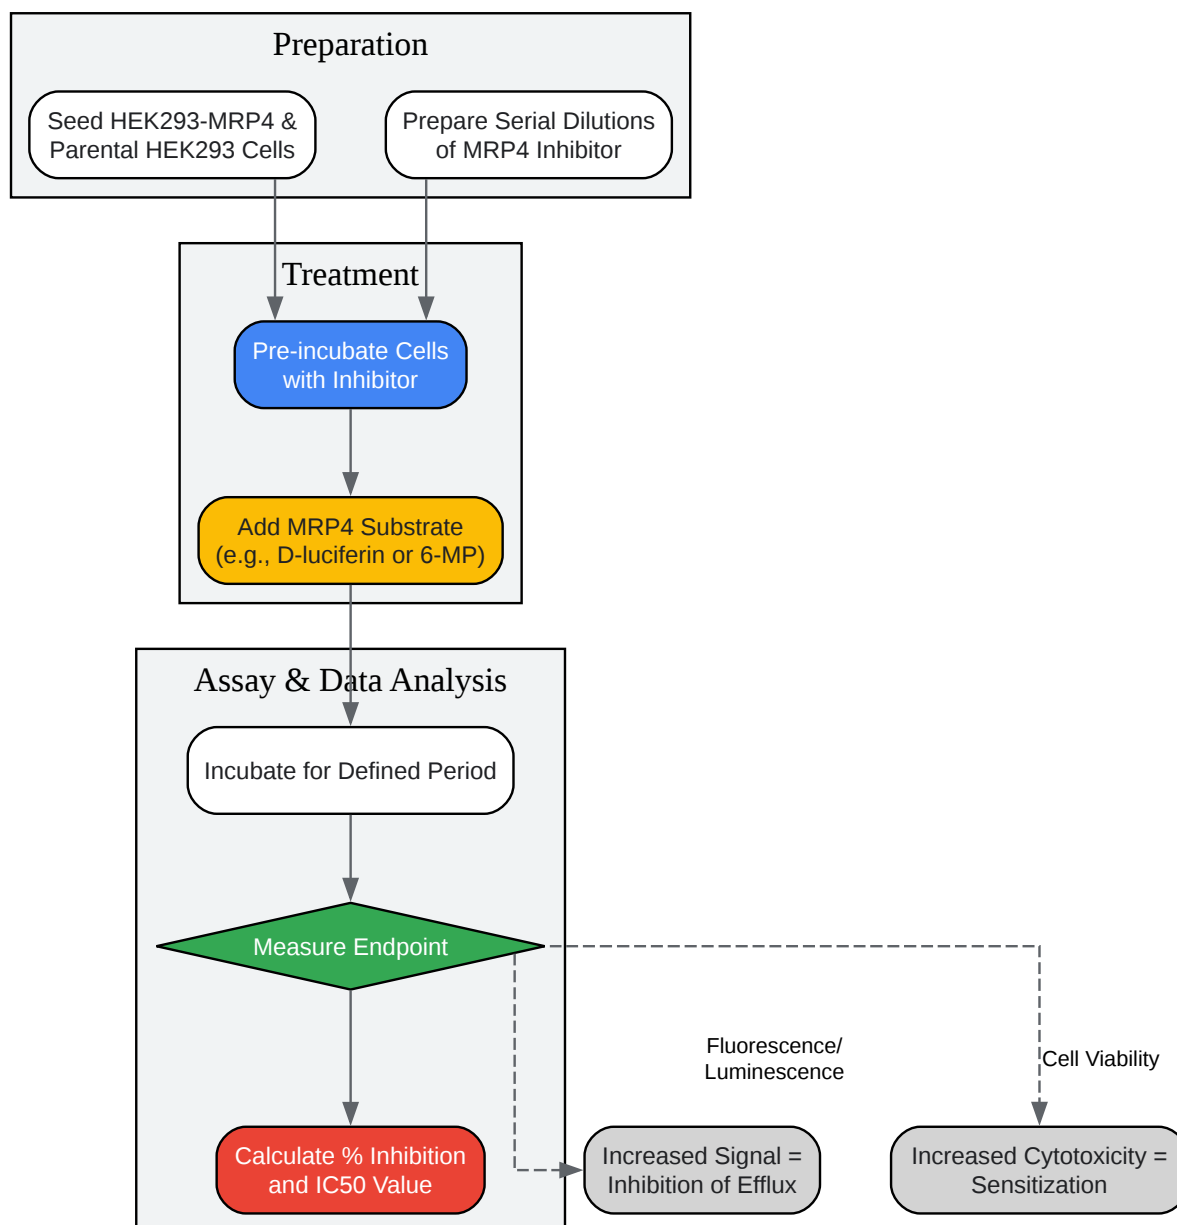 Preparation
Seed HEK293-MRP4 &
Parental HEK293 Cells
Prepare Serial Dilutions
of MRP4 Inhibitor
Treatment
Pre-incubate Cells
with Inhibitor
Add MRP4 Substrate
(e.g., D-luciferin or 6-MP)
Assay & Data Analysis
Incubate for Defined Period
Measure Endpoint
Fluorescence/
Luminescence
Cell Viability
Calculate % Inhibition
and IC50 Value
Increased Signal =
Inhibition of Efflux
Increased Cytotoxicity =
Sensitization